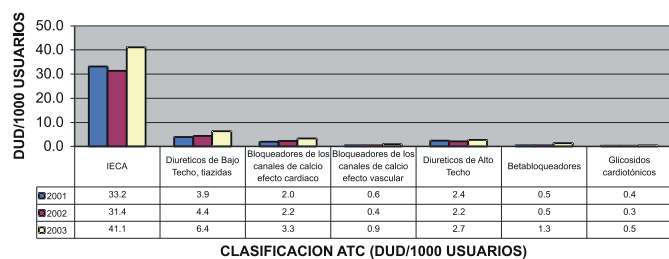 DUD/1000 USUARIOS
50.0
40.0
30.0
20.0
10.0
0.0
IECA
Diureticos de Bajo
Techo, tiazidas
Bloqueadores de los
canales de calcio
efecto cardiaco
Bloqueadores de los
canales de calcio
efecto vascular
Diureticos de Alto
Techo
Betabloqueadores
Glicosidos
cardiotónicos
2001 33.2 3.9 2.0 0.6 2.4 0.5 0.4
2002 31.4 4.4 2.2 0.4 2.2 0.5 0.3
2003 41.1 6.4 3.3 0.9 2.7 1.3 0.5
CLASIFICACION ATC (DUD/1000 USUARIOS)